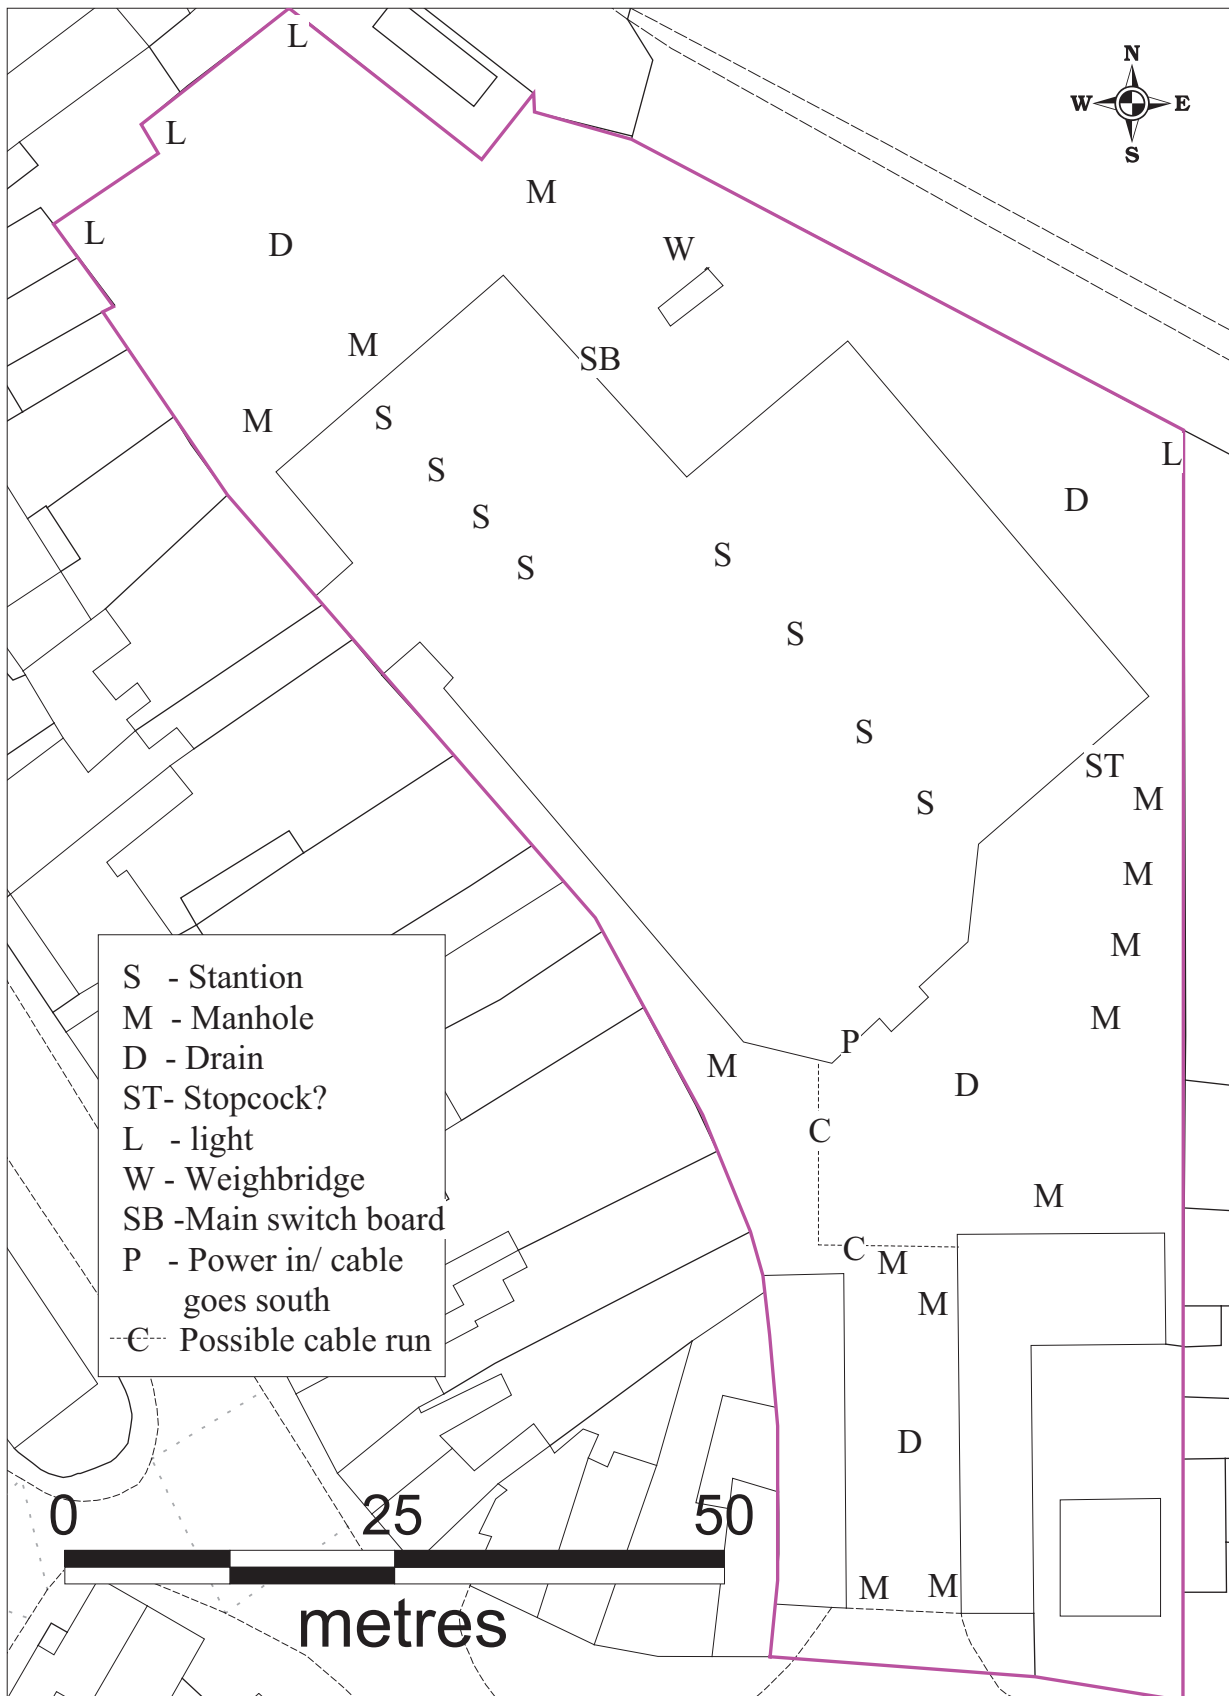 L
N
W E
S
L
M
L
D
W
M
SB
M
S
L
S
D
S
S
S
S
S
ST
M
S
M
M
S - Stantion
M - Manhole
D - Drain
ST- Stopcock?
L - light
W - Weighbridge
SB -Main switch board
P - Power in/ cable
goes south
C Possible cable run
M
P
M
D
C
M
C
M
M
D
0 25 50
metres
M
M